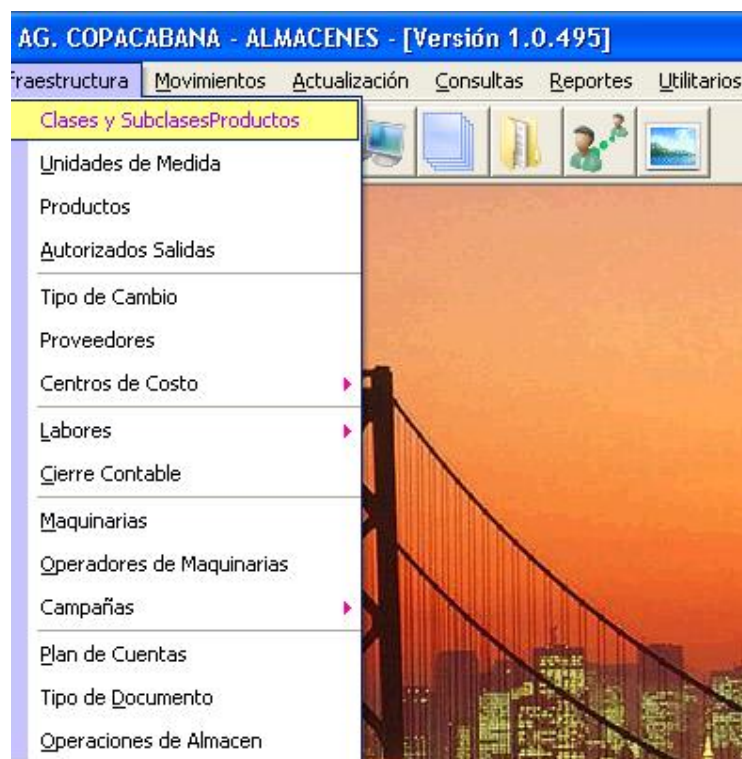 AG. COPACABANA - ALMACENES - [Versión 1.0.495]
fraestructura Movimientos Actualización Consultas Reportes Utilitarios
Clases y SubclasesProductos
Unidades de Medida
Productos
Autorizados Salidas
Tipo de Cambio
Proveedores
Centros de Costo
Labores
Cierre Contable
Maquinarias
Operadores de Maquinarias
Campañas
Plan de Cuentas
Tipo de Documento
Operaciones de Almacen